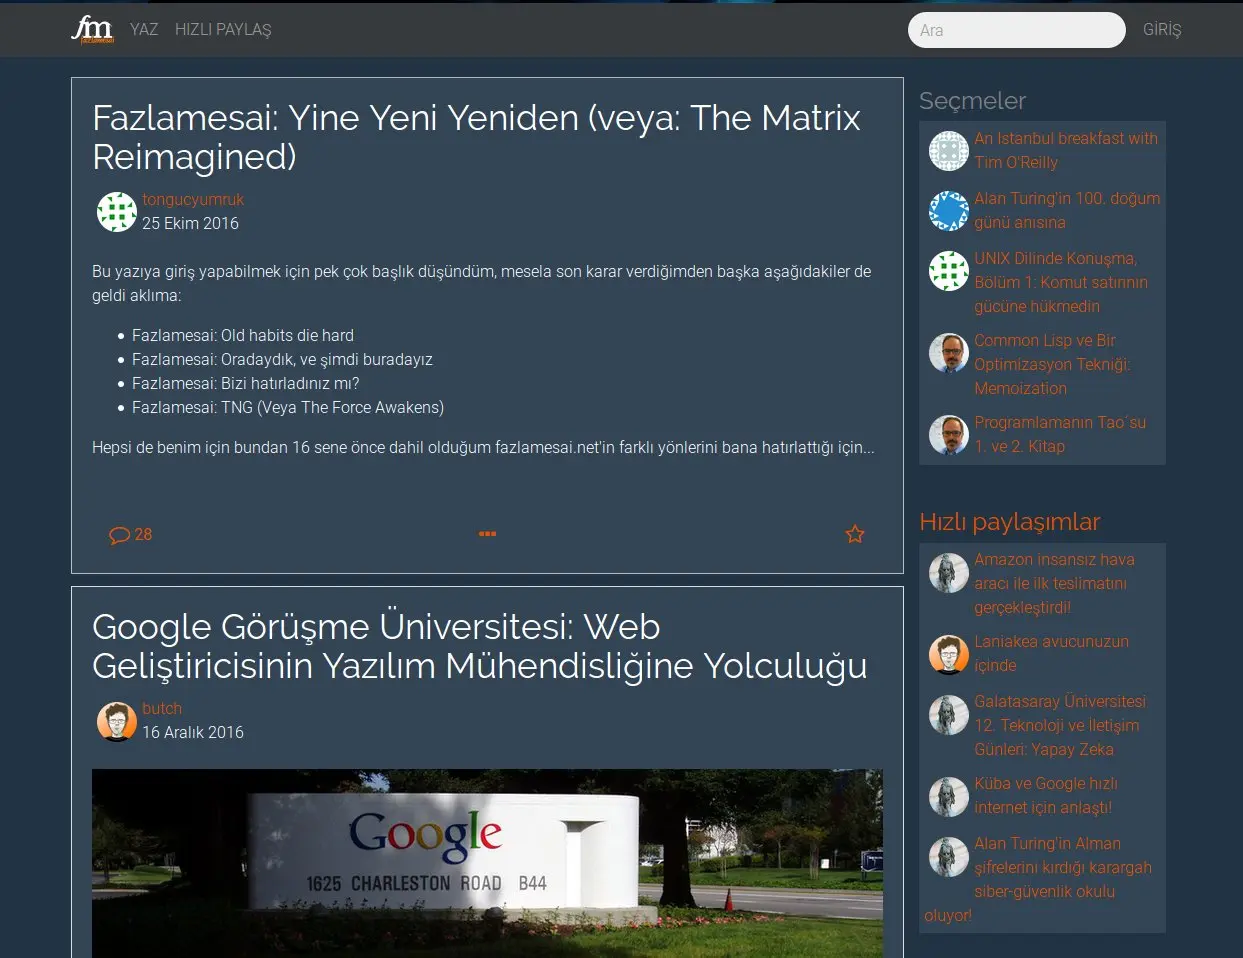 fm
fazlamesai
YAZ HIZLI PAYLAŞ Ara GİRİŞ
Fazlamesai: Yine Yeni Yeniden (veya: The Matrix
Reimagined)
tongucyumruk
25 Ekim 2016
Bu yazıya giriş yapabilmek için pek çok başlık düşündüm, mesela son karar verdiğimden başka aşağıdakiler de
geldi aklıma:
• Fazlamesai: Old habits die hard
• Fazlamesai: Oradaydık, ve şimdi buradayız
• Fazlamesai: Bizi hatırladınız mı?
• Fazlamesai: TNG (Veya The Force Awakens)
Hepsi de benim için bundan 16 sene önce dahil olduğum fazlamesai.net'in farklı yönlerini bana hatırlattığı için...
28
Google Görüşme Üniversitesi: Web
Geliştiricisinin Yazılım Mühendisliğine Yolculuğu
butch
16 Aralık 2016
Google
1625 CHARLESTON ROAD B44
Seçmeler
An Istanbul breakfast with
Tim O'Reilly
Alan Turing'in 100. doğum
günü anısına
UNIX Dilinde Konuşma,
Bölüm 1: Komut satırının
gücüne hükmedin
Common Lisp ve Bir
Optimizasyon Tekniği:
Memoization
Programlamanın Tao´su
1. ve 2. Kitap
Hızlı paylaşımlar
Amazon insansız hava
aracı ile ilk teslimatını
gerçekleştirdi!
Laniakea avucunuzun
içinde
Galatasaray Üniversitesi
12. Teknoloji ve İletişim
Günleri: Yapay Zeka
Küba ve Google hızlı
internet için anlaştı!
Alan Turing'in Alman
şifrelerini kırdığı karargah
siber-güvenlik okulu
oluyor!